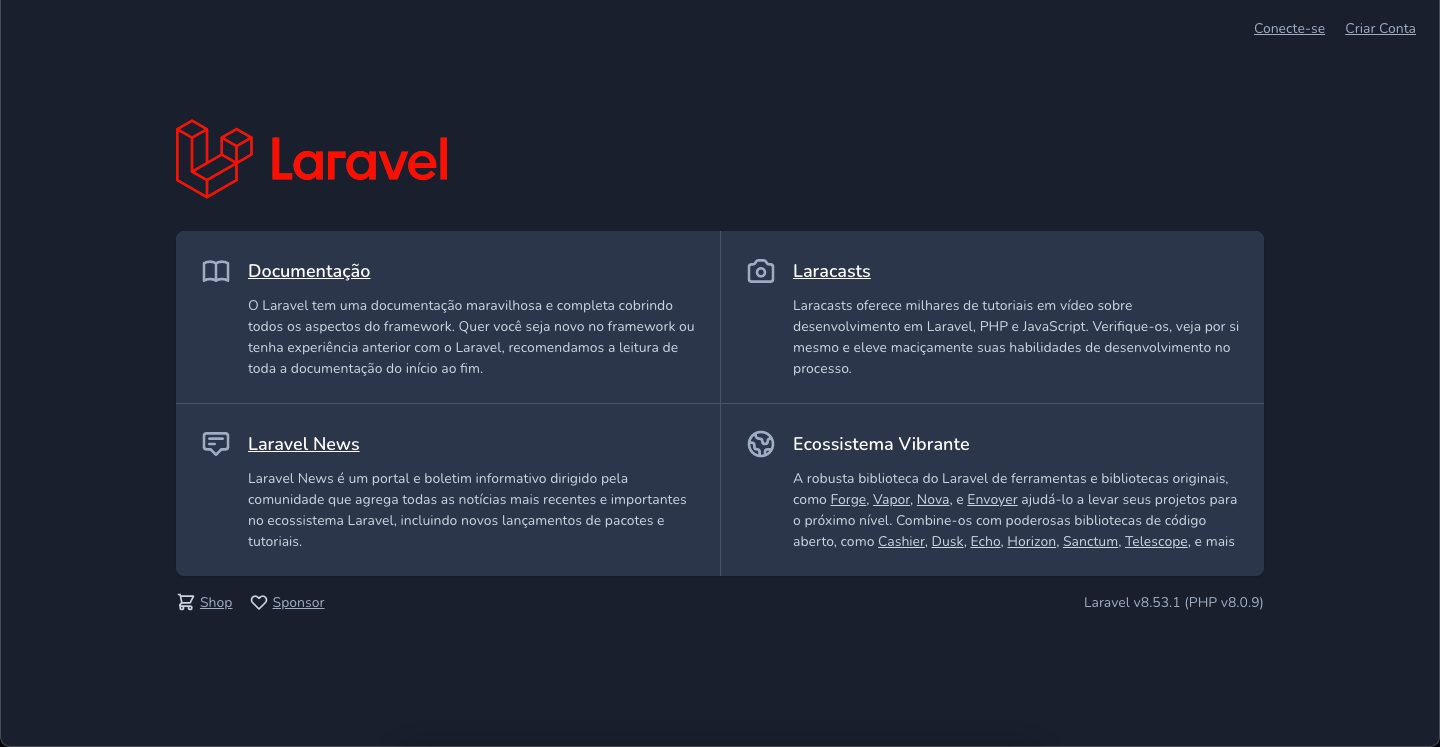 Conecte-se Criar Conta
Laravel
Documentação
O Laravel tem uma documentação maravilhosa e completa cobrindo
todos os aspectos do framework. Quer você seja novo no framework ou
tenha experiência anterior com o Laravel, recomendamos a leitura de
toda a documentação do início ao fim.
Laracasts
Laracasts oferece milhares de tutoriais em vídeo sobre
desenvolvimento em Laravel, PHP e JavaScript. Verifique-os, veja por si
mesmo e eleve maciçamente suas habilidades de desenvolvimento no
processo.
Laravel News
Laravel News é um portal e boletim informativo dirigido pela
comunidade que agrega todas as notícias mais recentes e importantes
no ecossistema Laravel, incluindo novos lançamentos de pacotes e
tutoriais.
Ecossistema Vibrante
A robusta biblioteca do Laravel de ferramentas e bibliotecas originais,
como Forge, Vapor, Nova, e Envoyer ajudá-lo a levar seus projetos para
o próximo nível. Combine-os com poderosas bibliotecas de código
aberto, como Cashier, Dusk, Echo, Horizon, Sanctum, Telescope, e mais
Shop Sponsor
Laravel v8.53.1 (PHP v8.0.9)